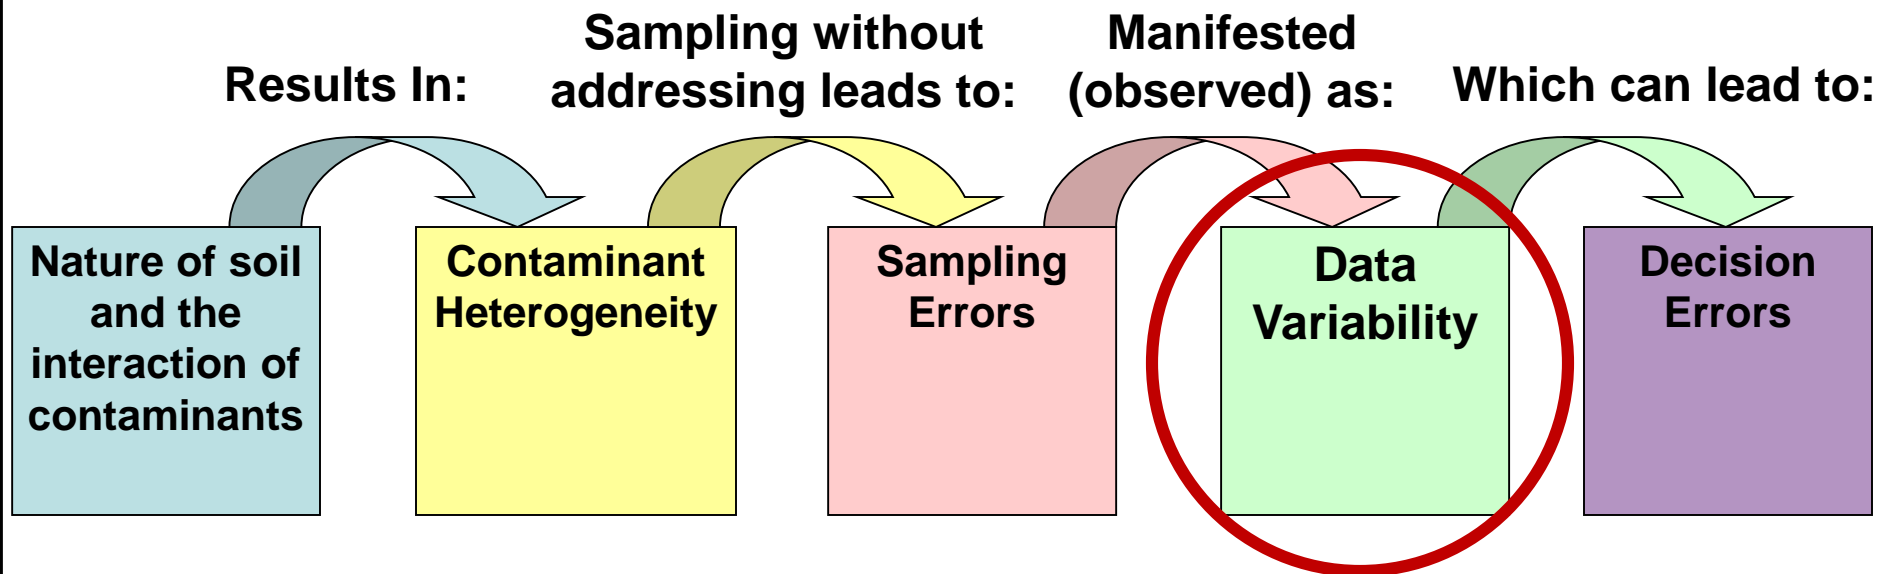 Results In:
Sampling without
addressing leads to:
Manifested
(observed) as:
Which can lead to:
Nature of soil
and the
interaction of
contaminants
Contaminant
Heterogeneity
Sampling
Errors
Data
Variability
Decision
Errors